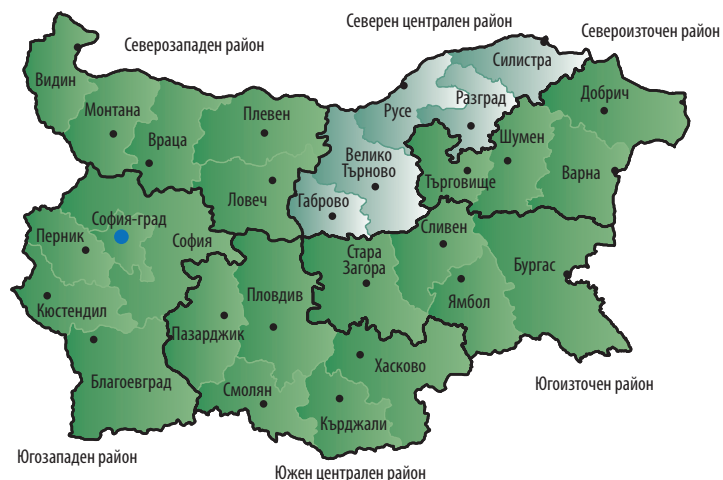 Северен централен район
Североизточен район
Северозападен район
Силистра
Видин
Русе
Разград
Добрич
Монтана
Плевен
Враца
Шумен
Велико
Търново
Търговище
Варна
Ловеч
Габрово
София-град
Перник
София
Сливен
Стара
Загора
Бургас
Пловдив
Ямбол
Кюстендил
Пазарджик
Хасково
Благоевград
Смолян
Югоизточен район
Кърджали
Югозападен район
Южен централен район